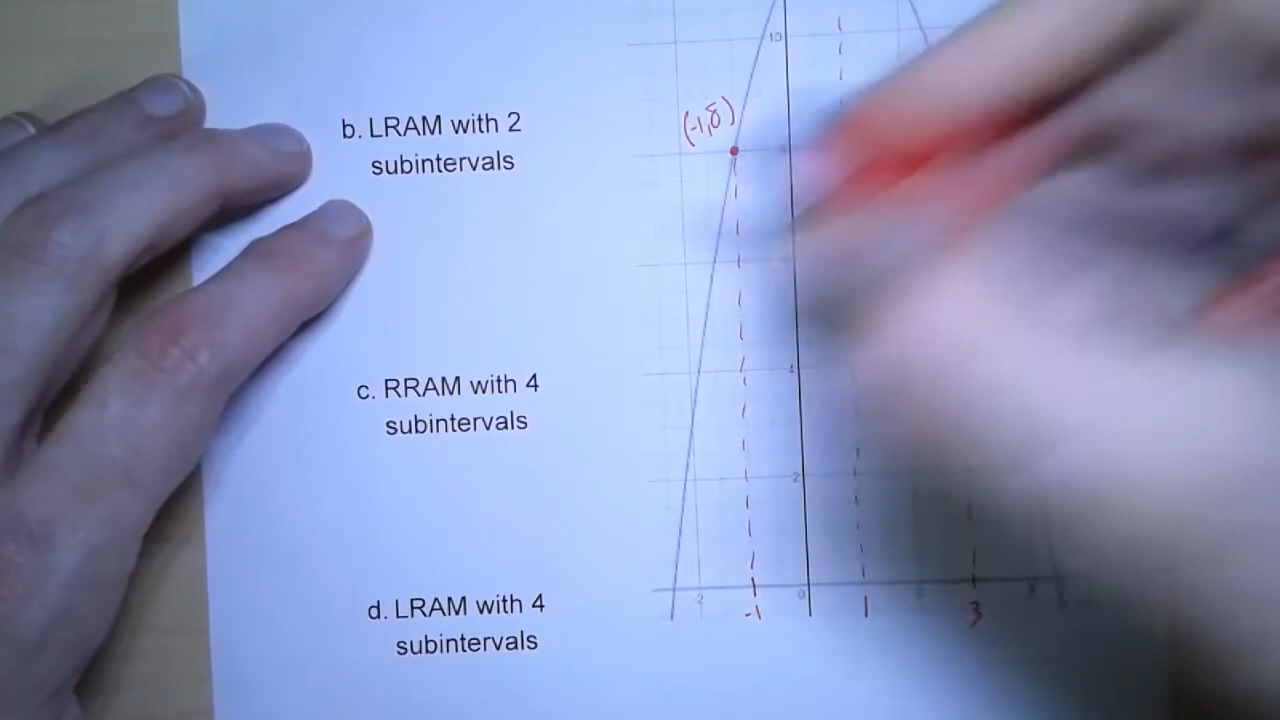 10
b. LRAM with 2
subintervals
(-1,8)
4
c. RRAM with 4
subintervals
2
-2
0
-1
1
3
d. LRAM with 4
subintervals